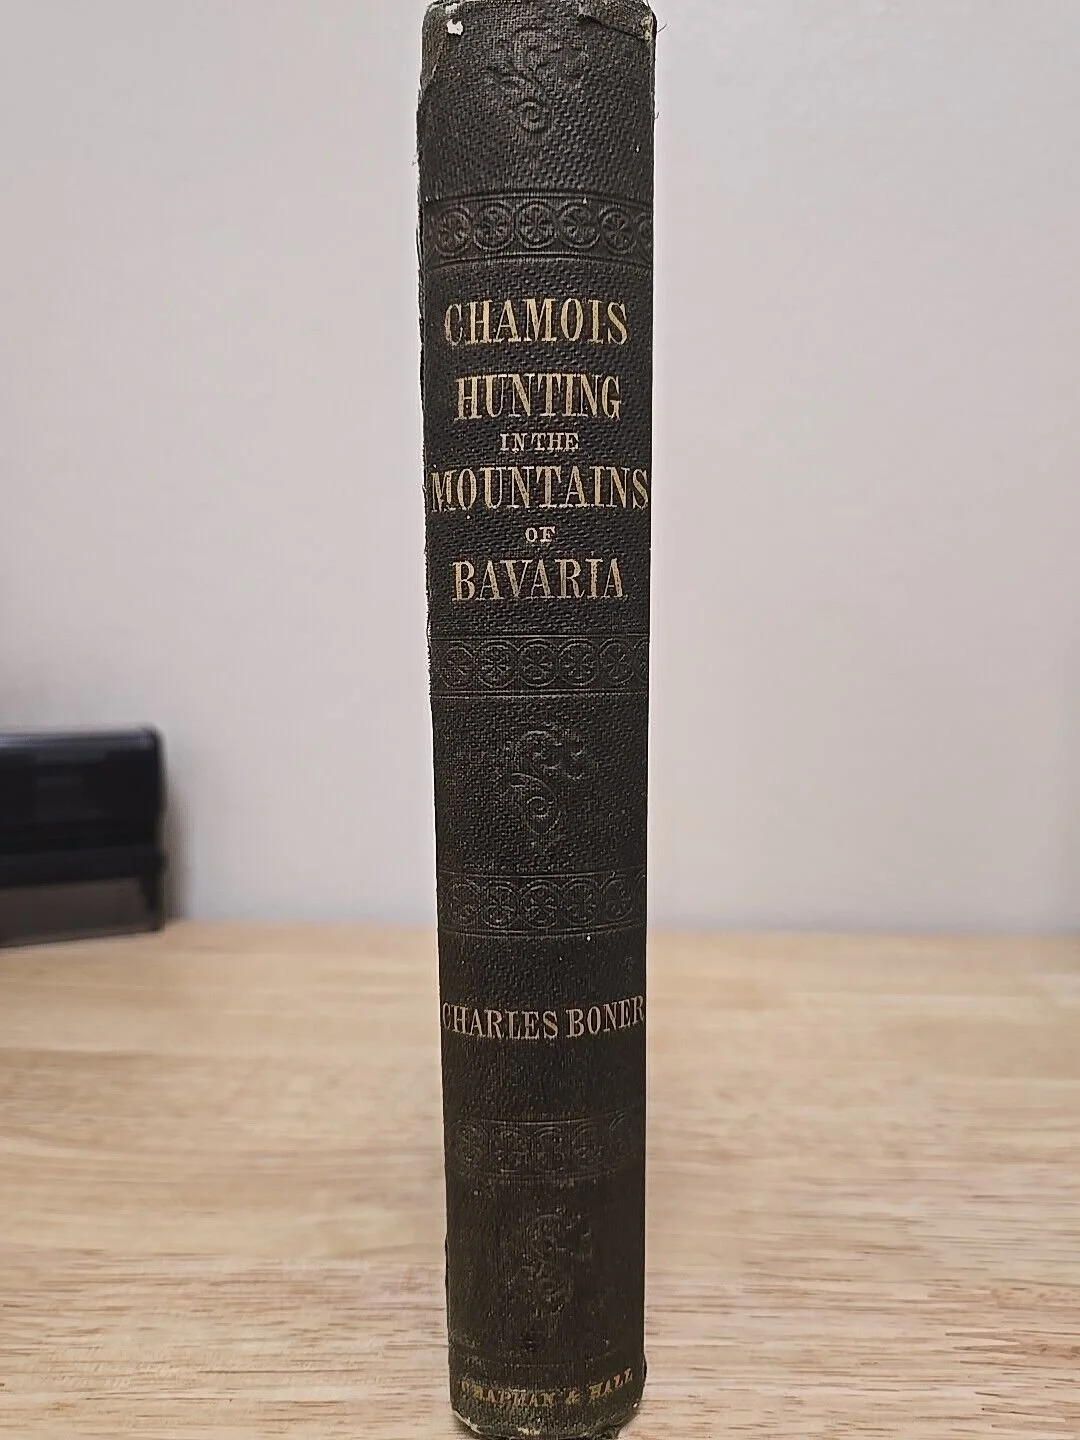 CHAMOIS
HUNTING
IN THE
MOUNTAINS
OF
BAVARIA
CHARLES BONER
CHAPMAN & HALL